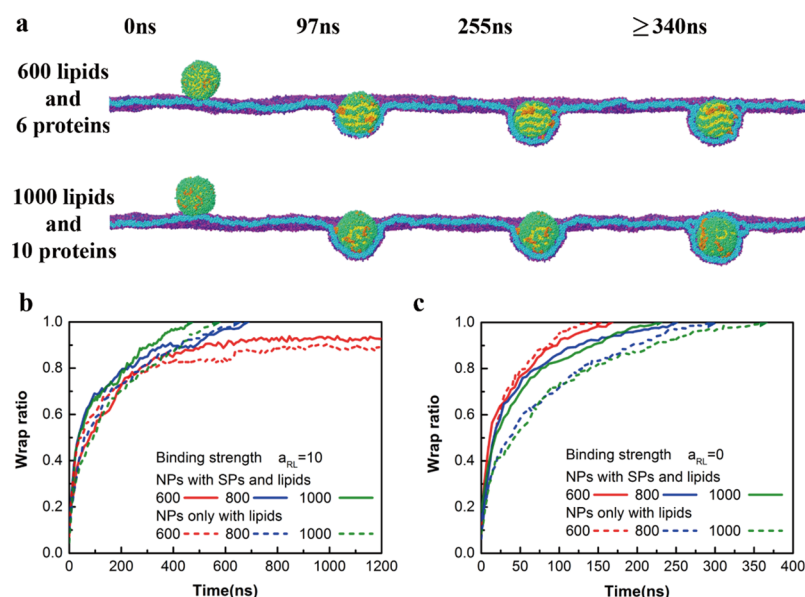 a
0ns 97ns 255ns ≥340ns
600 lipids
and
6 proteins
1000 lipids
and
10 proteins
b
1.0
0.8
0.6
0.4
0.2
0.0
Wrap ratio
Binding strength aRL=10
NPs with SPs and lipids
600 800 1000
NPs only with lipids
600 800 1000
0 200 400 600 800 1000 1200
Time(ns)
c
1.0
0.8
0.6
0.4
0.2
0.0
Wrap ratio
Binding strength aRL=0
NPs with SPs and lipids
600 800 1000
NPs only with lipids
600 800 1000
0 50 100 150 200 250 300 350 400
Time(ns)